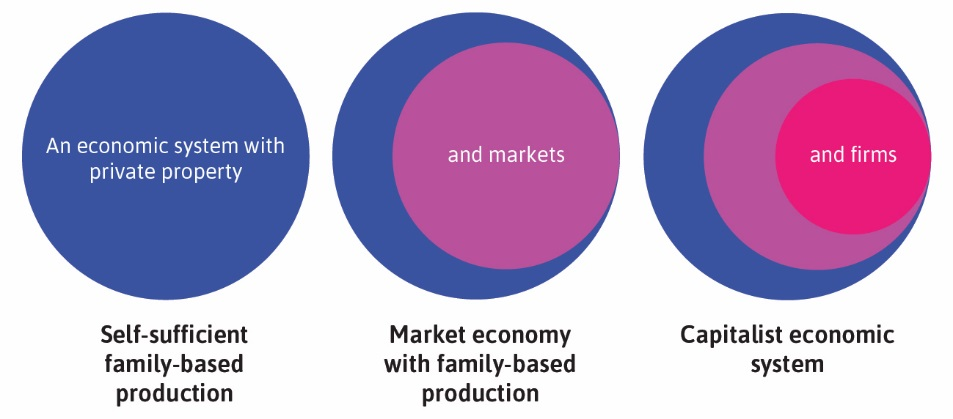 An economic system with
private property
and markets
and firms
Self-sufficient
family-based
production
Market economy
with family-based
production
Capitalist economic
system